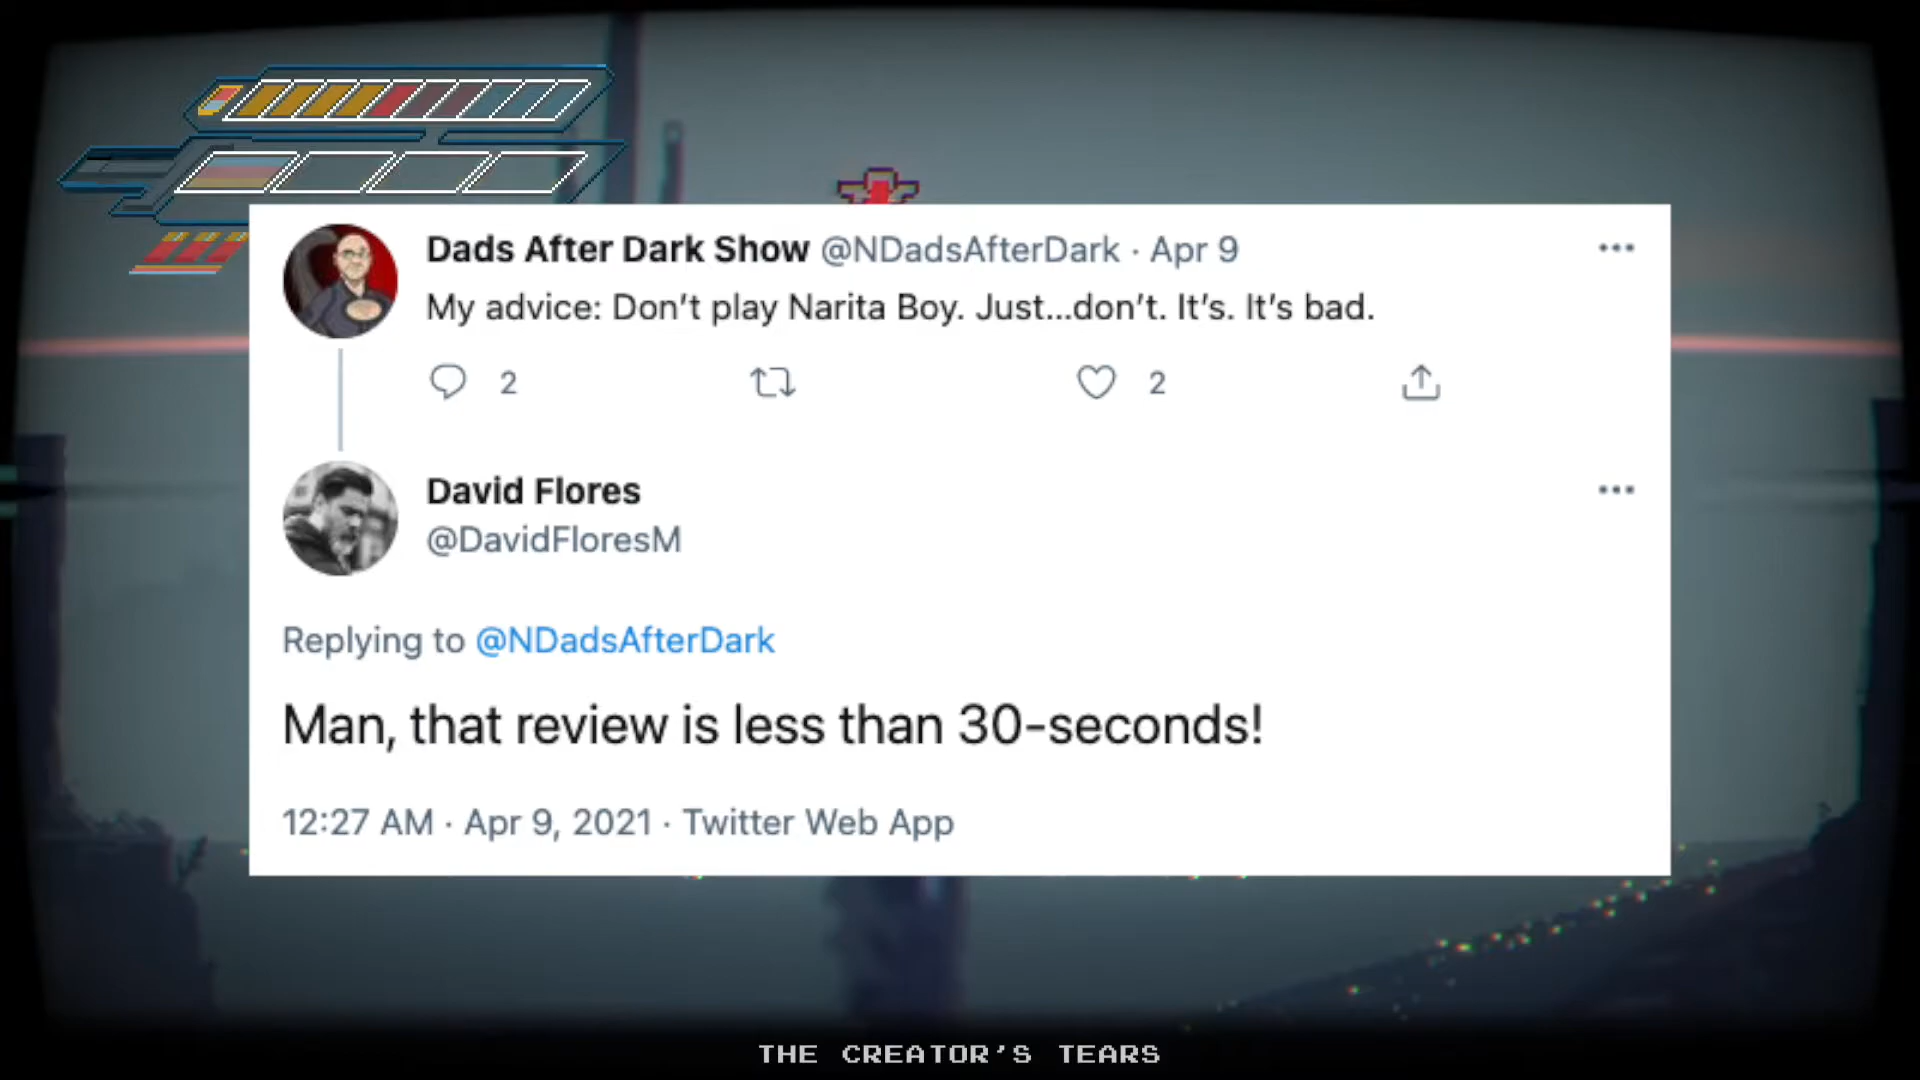 Dads After Dark Show @NDadsAfterDark · Apr 9
My advice: Don’t play Narita Boy. Just...don’t. It’s. It’s bad.
2 2
David Flores
@DavidFloresM
Replying to @NDadsAfterDark
Man, that review is less than 30-seconds!
12:27 AM · Apr 9, 2021 · Twitter Web App
THE CREATOR’S TEARS